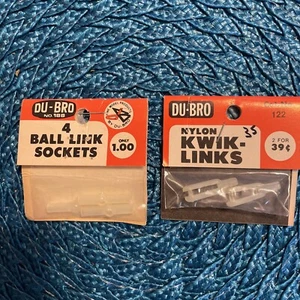 DU-BRO
NO. 188
4
BALL LINK
SOCKETS
ONLY
1.00
DU-BRO
122
NYLON
35
KWIK-
LINKS
2 FOR
39¢